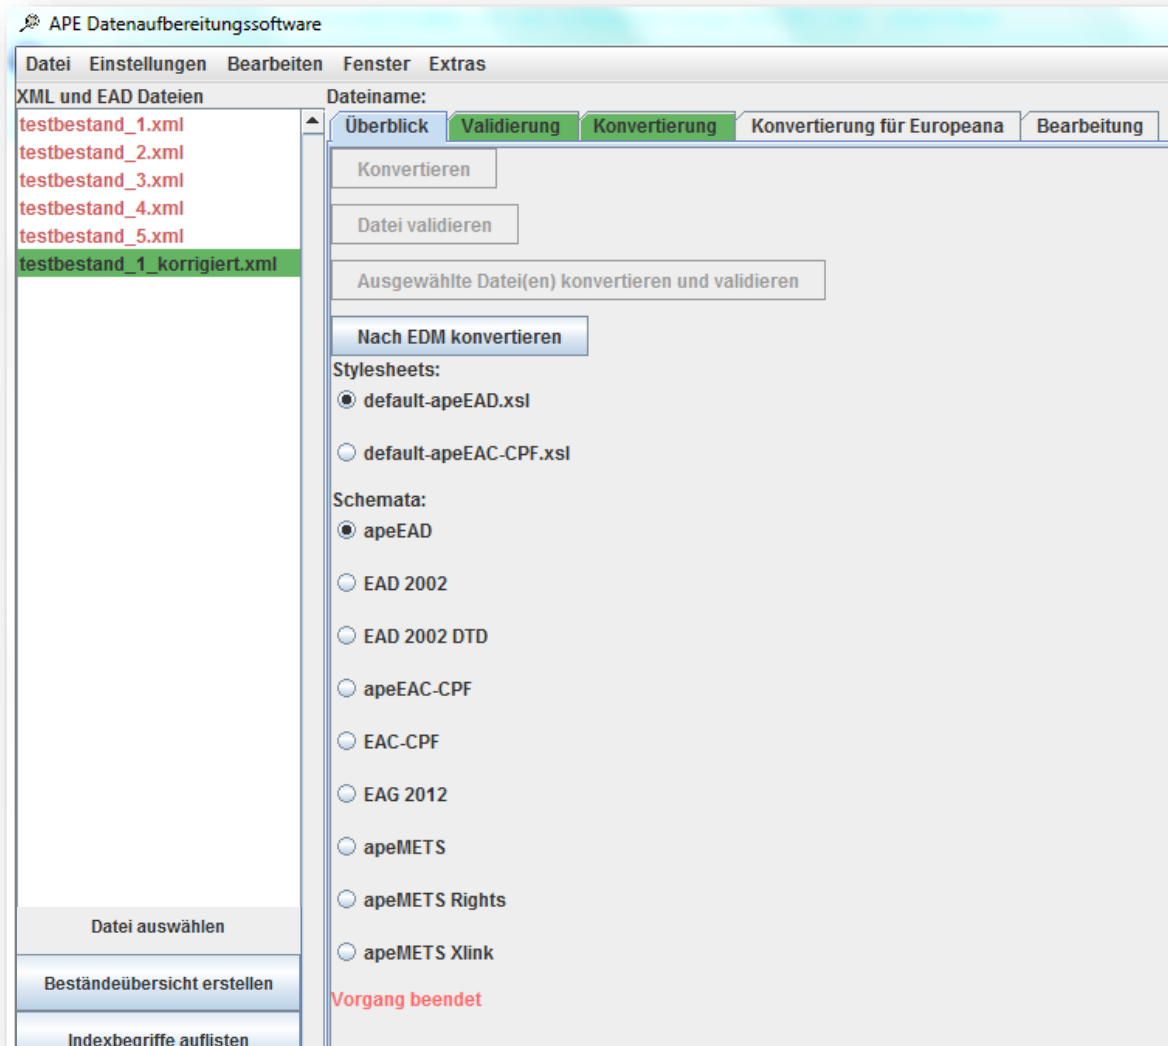 APE Datenaufbereitungssoftware
Datei Einstellungen Bearbeiten Fenster Extras
XML und EAD Dateien
testbestand_1.xml
testbestand_2.xml
testbestand_3.xml
testbestand_4.xml
testbestand_5.xml
testbestand_1_korrigiert.xml
Datei auswählen
Beständeübersicht erstellen
Indexbegriffe auflisten
Dateiname:
Überblick Validierung Konvertierung Konvertierung für Europeana Bearbeitung
Konvertieren
Datei validieren
Ausgewählte Datei(en) konvertieren und validieren
Nach EDM konvertieren
Stylesheets:
default-apeEAD.xsl
default-apeEAC-CPF.xsl
Schemata:
apeEAD
EAD 2002
EAD 2002 DTD
apeEAC-CPF
EAC-CPF
EAG 2012
apeMETS
apeMETS Rights
apeMETS Xlink
Vorgang beendet